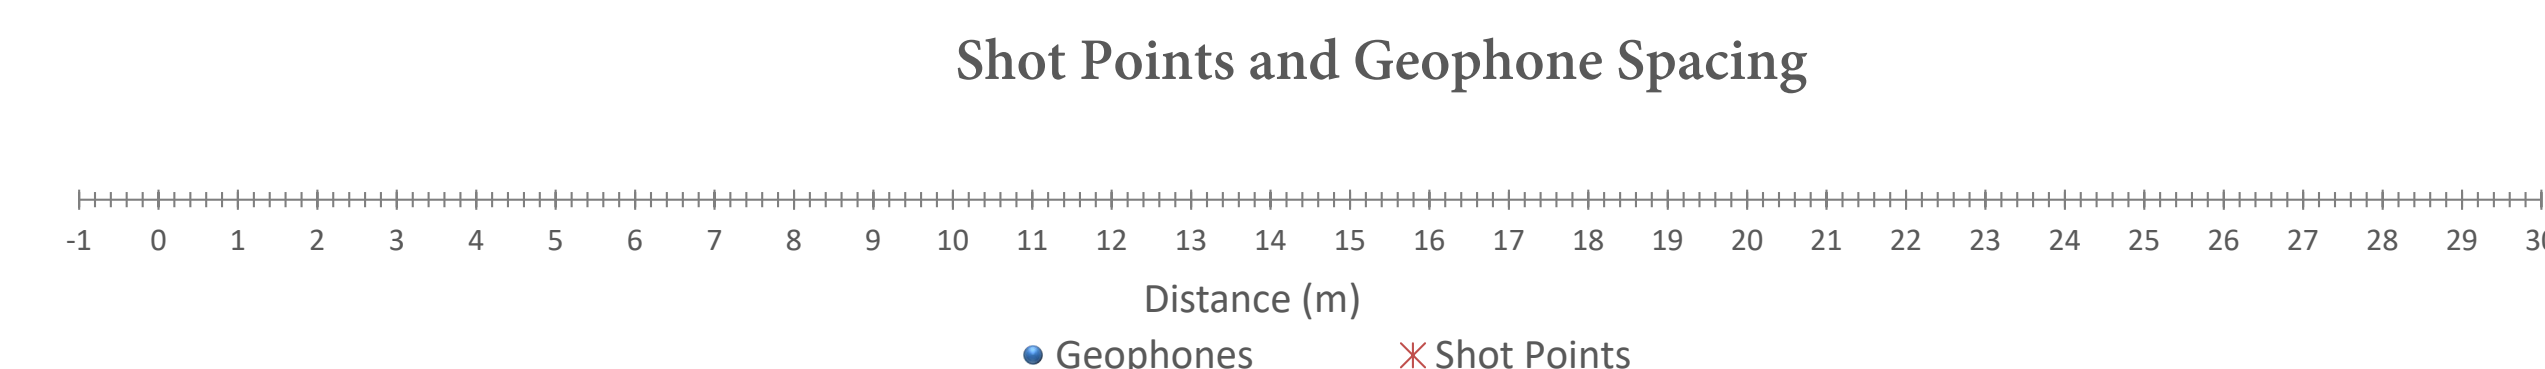 Shot Points and Geophone Spacing
-1 0 1 2 3 4 5 6 7 8 9 10 11 12 13 14 15 16 17 18 19 20 21 22 23 24 25 26 27 28 29
Distance (m)
Geophones Shot Points